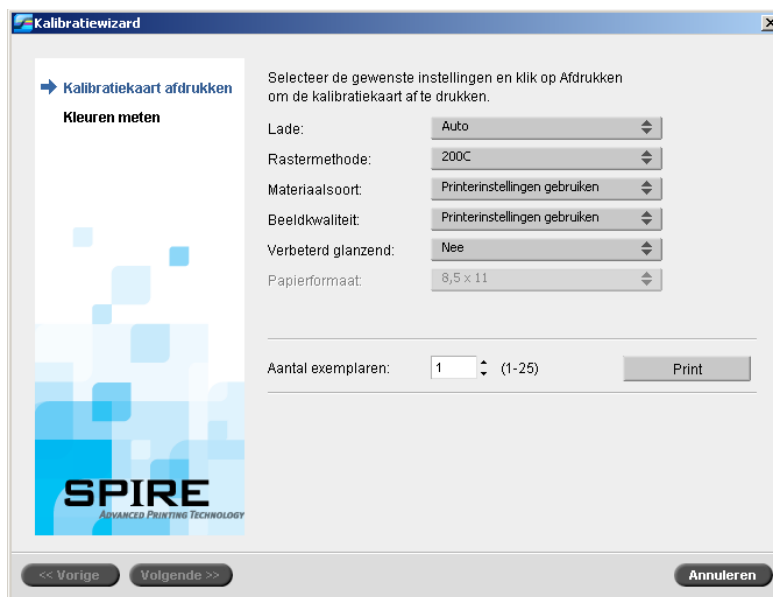 Kalibratiewizard
Kalibratiekaart afdrukken
Kleuren meten
Selecteer de gewenste instellingen en klik op Afdrukken
om de kalibratiekaart af te drukken.
Lade: Auto
Rastermethode: 200C
Materiaalsoort: Printerinstellingen gebruiken
Beeldkwaliteit: Printerinstellingen gebruiken
Verbeterd glanzend: Nee
Papierformaat: 8,5 x 11
Aantal exemplaren: 1 (1-25) Print
SPIRE
ADVANCED PRINTING TECHNOLOGY
<< Vorige Volgende >> Annuleren